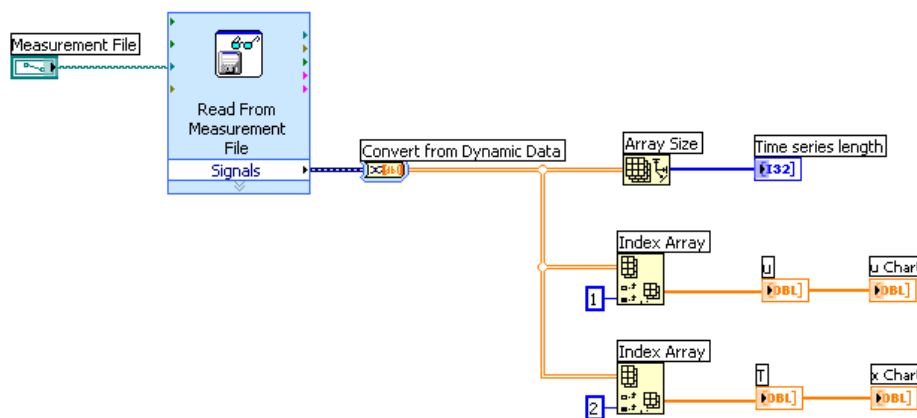 Measurement File
Read From
Measurement
File
Signals
Convert from Dynamic Data
Array Size
Time series length
I32]
Index Array
1
u
DBL]
u Chart
DBL]
Index Array
2
T
DBL]
x Chart
DBL]